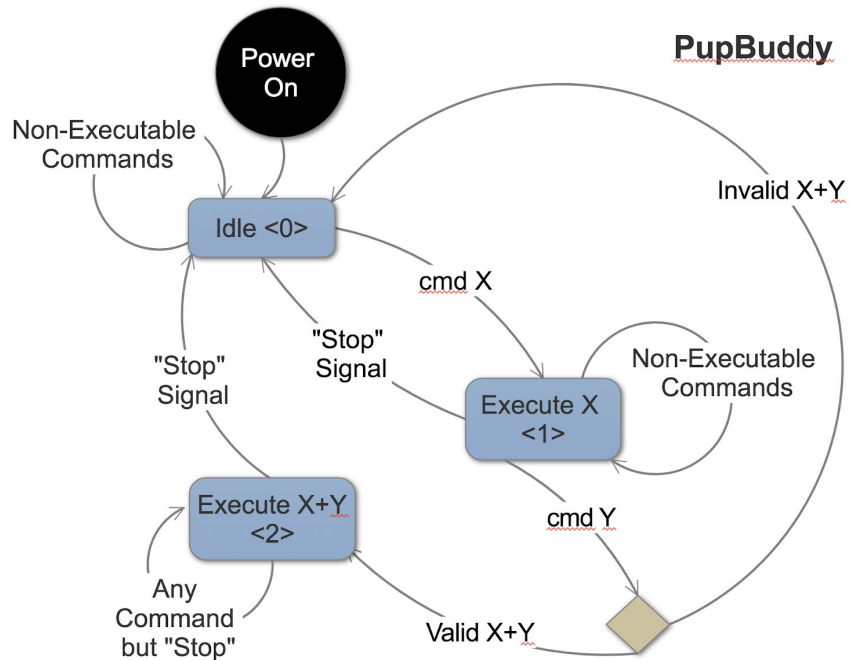 Power
On
PupBuddy
Non-Executable
Commands
Invalid X+Y
Idle <0>
cmd X
"Stop"
Signal
"Stop"
Signal
Non-Executable
Commands
Execute X
<1>
Execute X+Y
<2>
cmd Y
Any
Command
but "Stop"
Valid X+Y